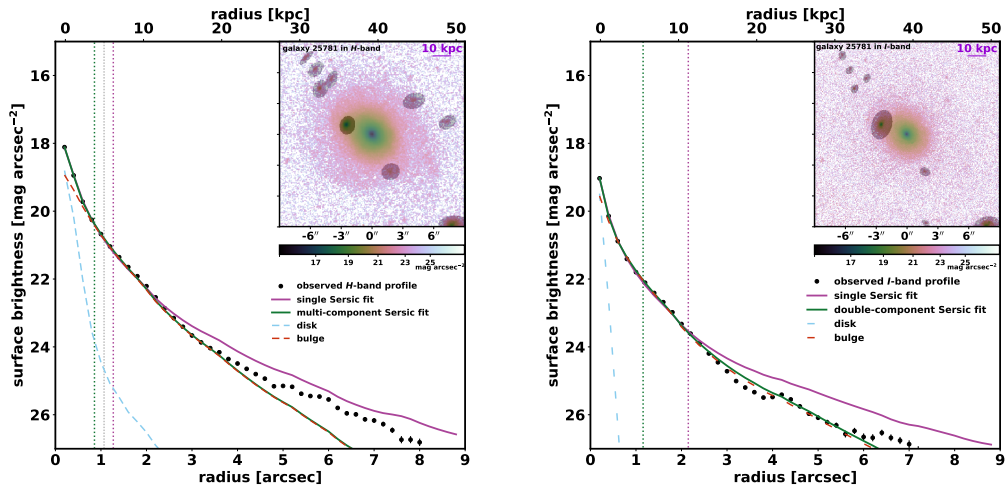 radius [kpc]
0 10 20 30 40 50
surface brightness [mag arcsec−2]
16
18
20
22
24
26
galaxy 25781 in H-band
10 kpc
-6″ -3″ 0″ 3″ 6″
17 19 21 23 25
mag arcsec−2
observed H-band profile
single Sersic fit
multi-component Sersic fit
disk
bulge
0 1 2 3 4 5 6 7 8 9
radius [arcsec]
radius [kpc]
0 10 20 30 40 50
surface brightness [mag arcsec−2]
16
18
20
22
24
26
galaxy 25781 in I-band
10 kpc
-6″ -3″ 0″ 3″ 6″
17 19 21 23 25
mag arcsec−2
observed I-band profile
single Sersic fit
double-component Sersic fit
disk
bulge
0 1 2 3 4 5 6 7 8 9
radius [arcsec]